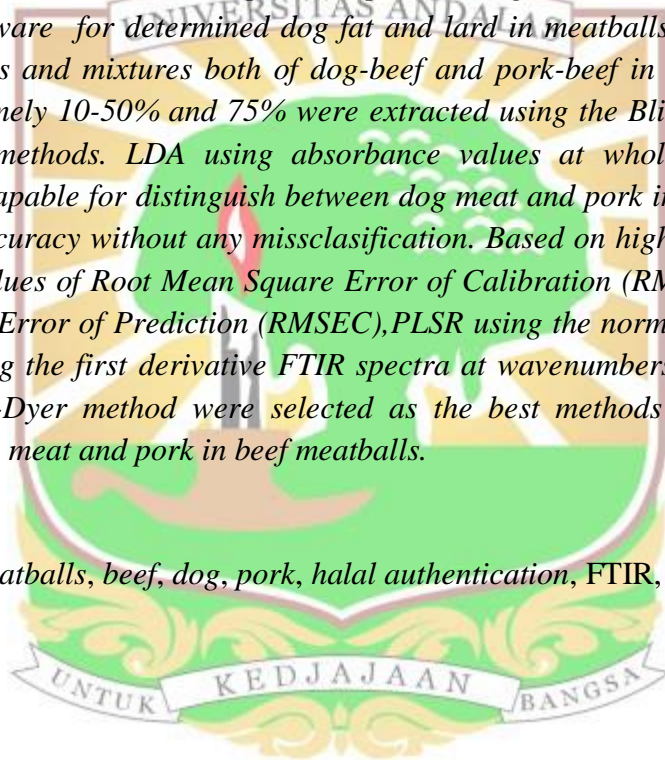 UNIVERSITAS ANDALAS
ware for determined dog fat and lard in meatballs
s and mixtures both of dog-beef and pork-beef in
nely 10-50% and 75% were extracted using the Bli
methods. LDA using absorbance values at whol
apable for distinguish between dog meat and pork i
ccuracy without any missclasification. Based on high
lues of Root Mean Square Error of Calibration (RM
Error of Prediction (RMSEC),PLSR using the norm
g the first derivative FTIR spectra at wavenumbers
-Dyer method were selected as the best methods
meat and pork in beef meatballs.
atballs, beef, dog, pork, halal authentication, FTIR,
UNTUK KEDJAJAAN BANGSA